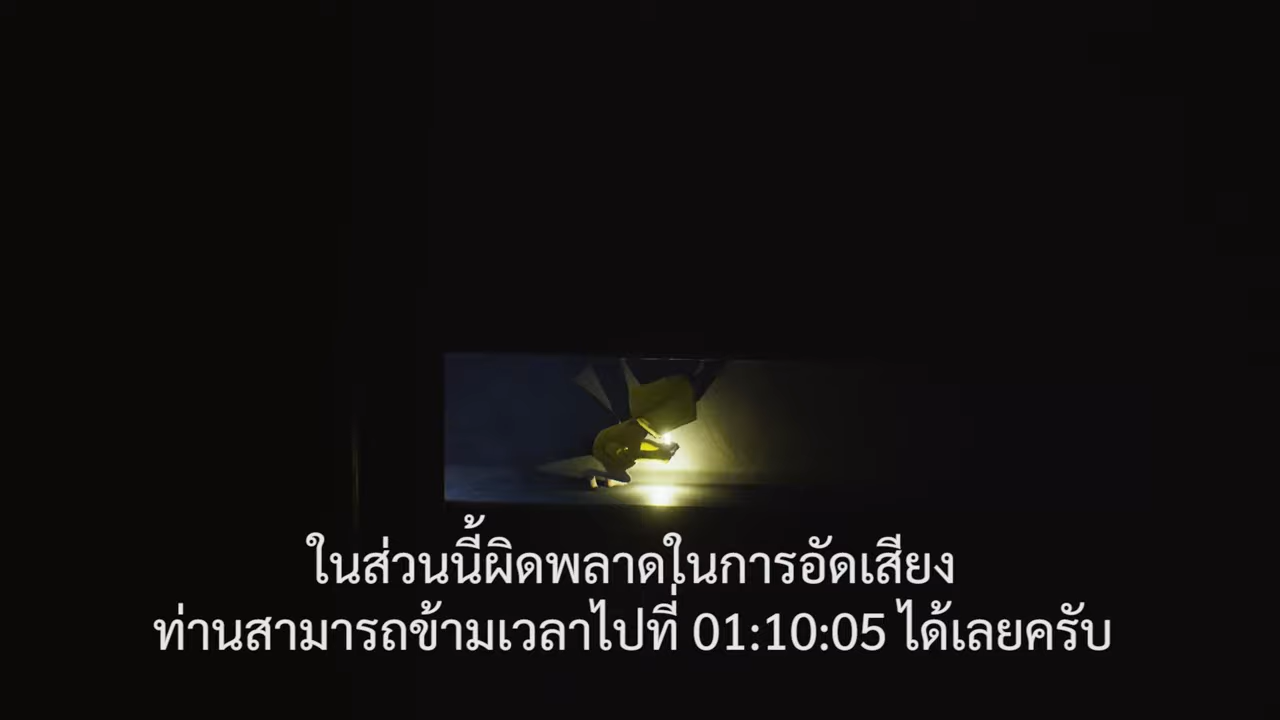 ในส่วนนี้ผิดพลาดในการอัดเสียง
ท่านสามารถข้ามเวลาไปที่ 01:10:05 ได้เลยครับ